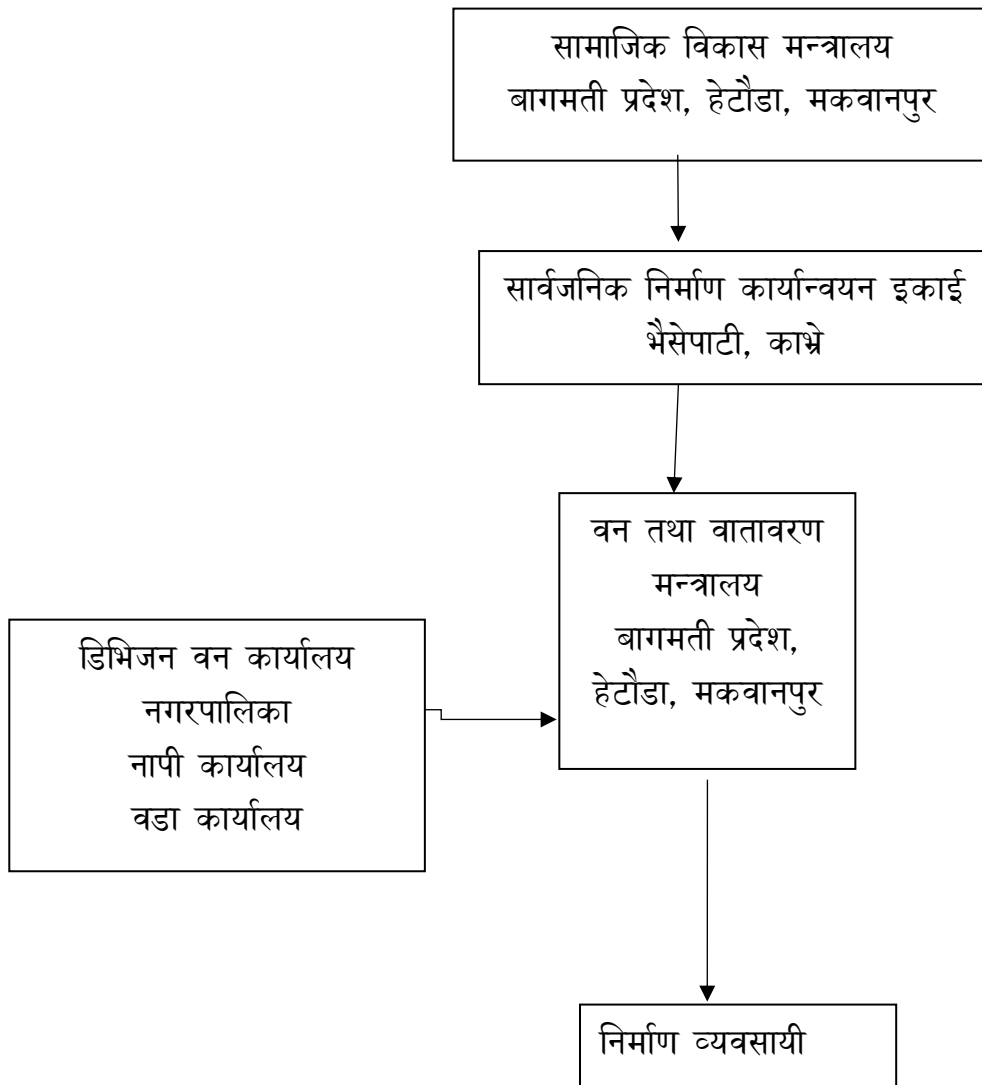 सामाजिक विकास मन्त्रालय
बागमती प्रदेश, हेटौडा, मकवानपुर
सार्वजनिक निर्माण कार्यान्वयन इकाई
भैसेपाटी, काभ्रे
वन तथा वातावरण
मन्त्रालय
बागमती प्रदेश,
हेटौडा, मकवानपुर
डिभिजन वन कार्यालय
नगरपालिका
नापी कार्यालय
वडा कार्यालय
निर्माण व्यवसायी